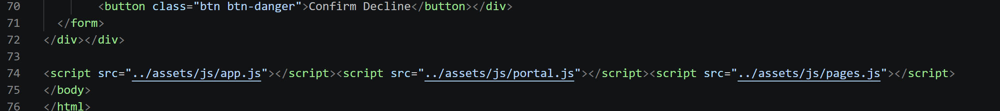 70        <button class="btn btn-danger">Confirm Decline</button></div>
71  </form>
72 </div></div>
73
74 <script src="../assets/js/app.js"></script><script src="../assets/js/portal.js"></script><script src="../assets/js/pages.js"></script>
75 </body>
76 </html>